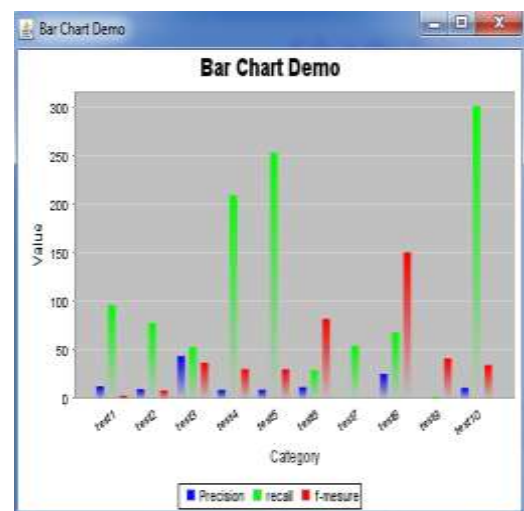 Bar Chart Demo
Bar Chart Demo
300
250
200
150
100
50
0
Value
test1 test2 test3 test4 test5 test6 test7 test8 test9 test10
Category
Precision recall f-mesure